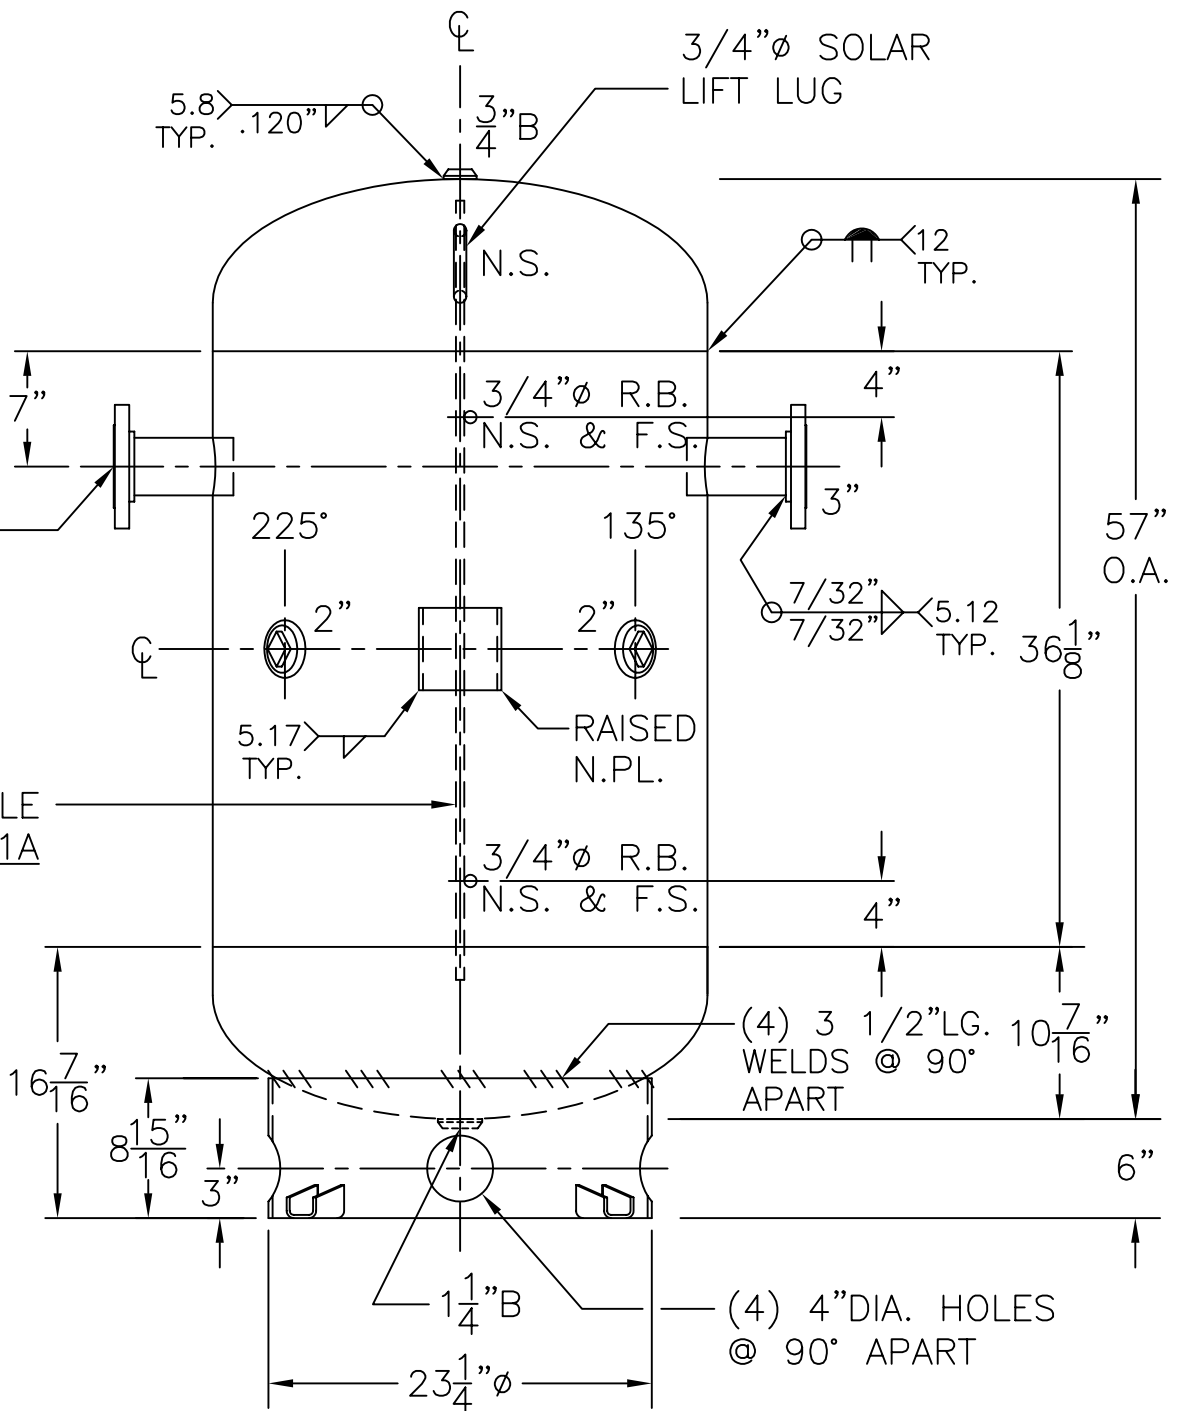 ℄
3/4"ø SOLAR
LIFT LUG
5.8
.120"
TYP.
3/4"B
N.S.
12
TYP.
7"
4"
3/4"ø R.B.
N.S. & F.S.
3"
225°
135°
57"
O.A.
2"
2"
7/32"
7/32"
5.12
TYP.
℄
36 1/8"
5.17
TYP.
RAISED
N.PL.
LE
1A
3/4"ø R.B.
N.S. & F.S.
4"
(4) 3 1/2"LG.
WELDS @ 90°
APART
10 7/16"
16 7/16"
8 15/16"
3"
6"
1 1/4"B
(4) 4"DIA. HOLES
@ 90° APART
23 1/4"ø